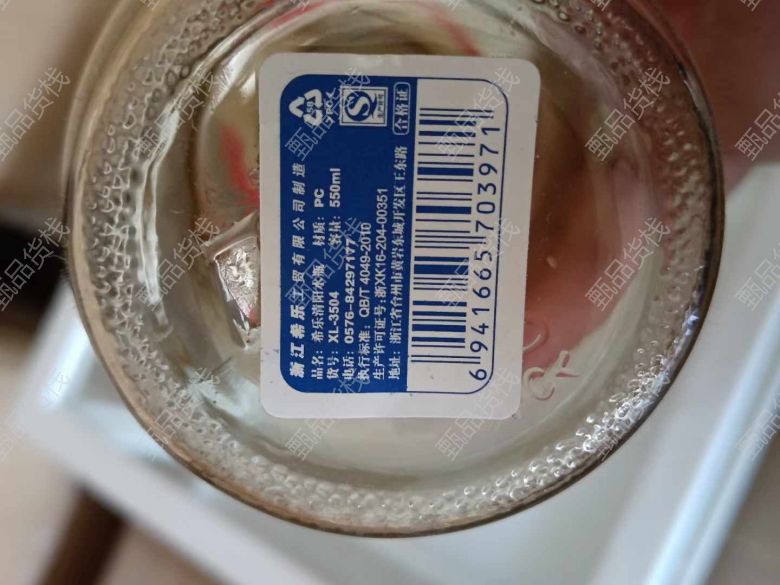 浙江希乐工贸有限公司制造
品名：希乐清阳水瓶 材质：PC
货号：XL-3504 容量：550ml
电话：0576-84297177
执行标准：QB/T4049-2010
生产许可证号：浙XK16-204-00351
地址：浙江省台州市黄岩东城开发区王东路
合格证
6 941665 703971
PC
甄品货栈